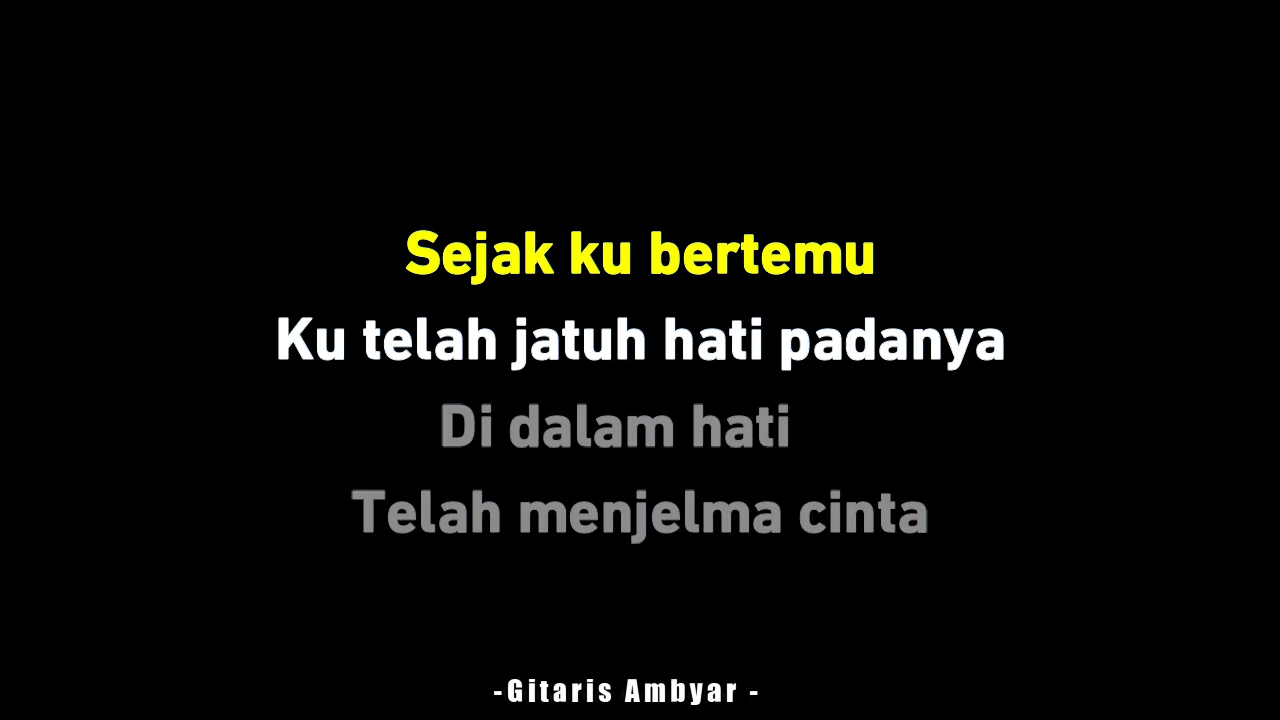 Sejak ku bertemu
Ku telah jatuh hati padanya
Di dalam hati
Telah menjelma cinta
-Gitaris Ambyar -